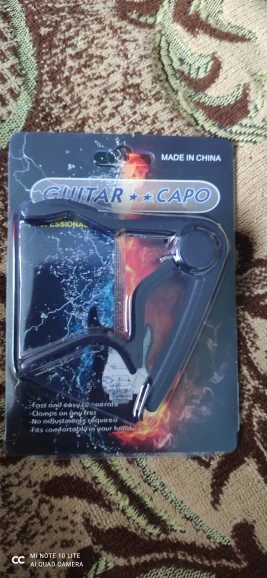 MADE IN CHINA
GUITAR ★★ CAPO
-Fast and easy to operate
-Clamps on any fret
-No adjustments required
-Fits comfortably in your hand
MI NOTE 10 LITE
AI QUAD CAMERA